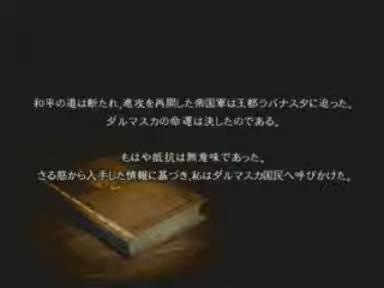 和平の道は断たれ,進攻を再開した帝国軍は王都ラバナスタに迫った。
ダルマスカの命運は決したのである。
もはや抵抗は無意味であった。
さる筋から入手した情報に基づき,私はダルマスカ国民へ呼びかけた。